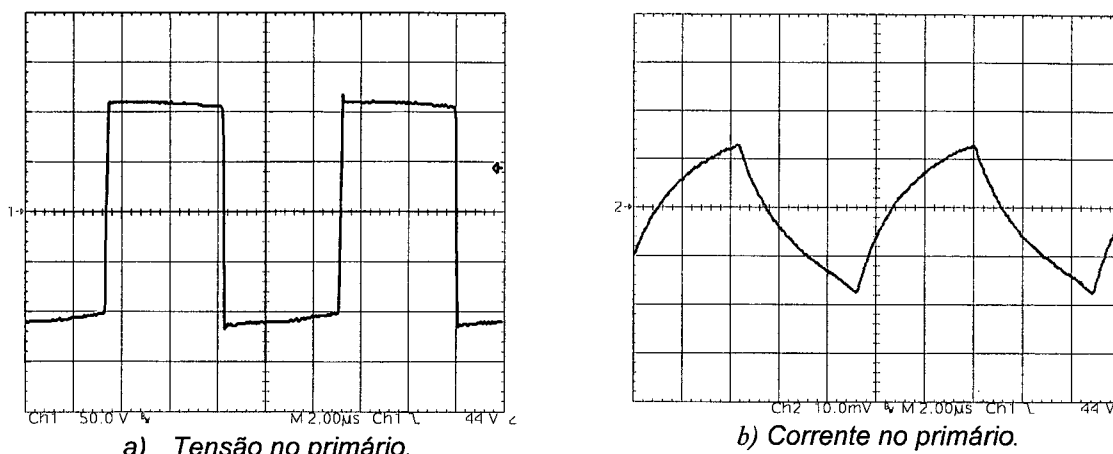 1
Ch1 50.0 V M 2.00µs Ch1 44 V
a) Tensão no primário.
2
Ch2 10.0mV M 2.00µs Ch1 44 V
b) Corrente no primário.